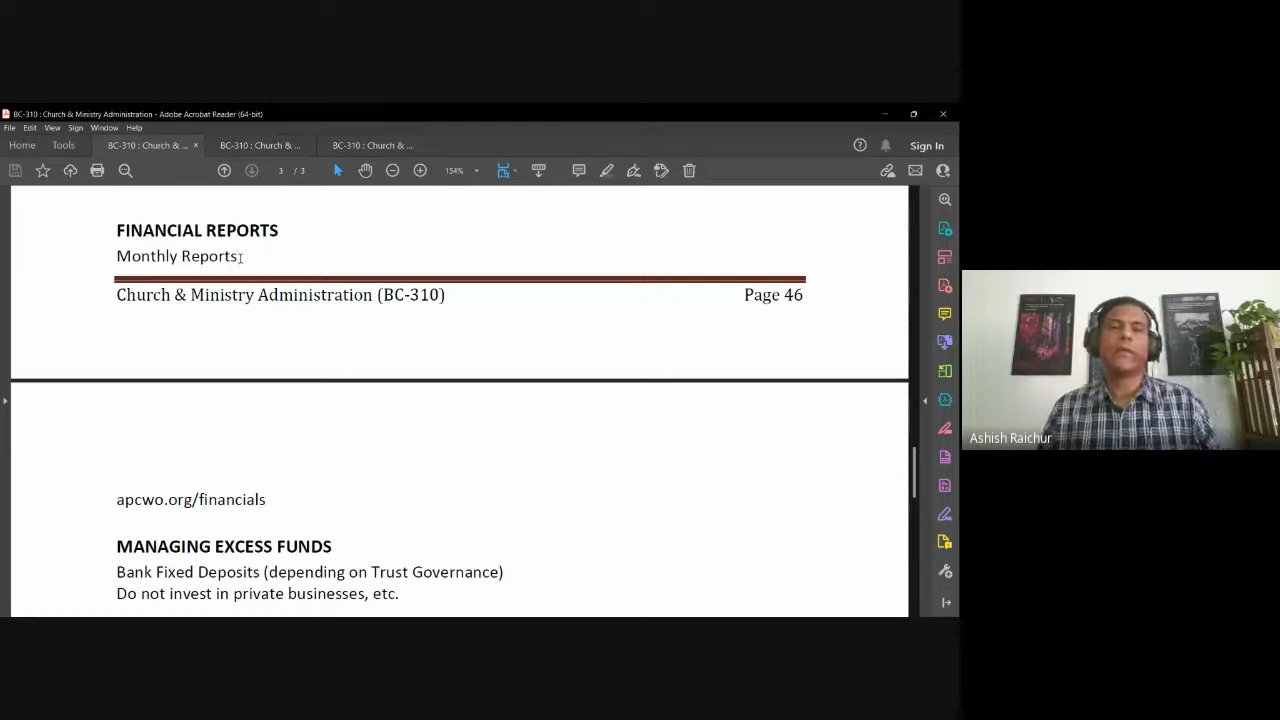 BC-310 : Church & Ministry Administration - Adobe Acrobat Reader (64-bit)
File Edit View Sign Window Help
Home Tools BC-310 : Church & ... × BC-310 : Church & ... BC-310 : Church & ... Sign In
3 / 3 154%
FINANCIAL REPORTS
Monthly Reports
Church & Ministry Administration (BC-310) Page 46
apcwo.org/financials
MANAGING EXCESS FUNDS
Bank Fixed Deposits (depending on Trust Governance)
Do not invest in private businesses, etc.
Ashish Raichur